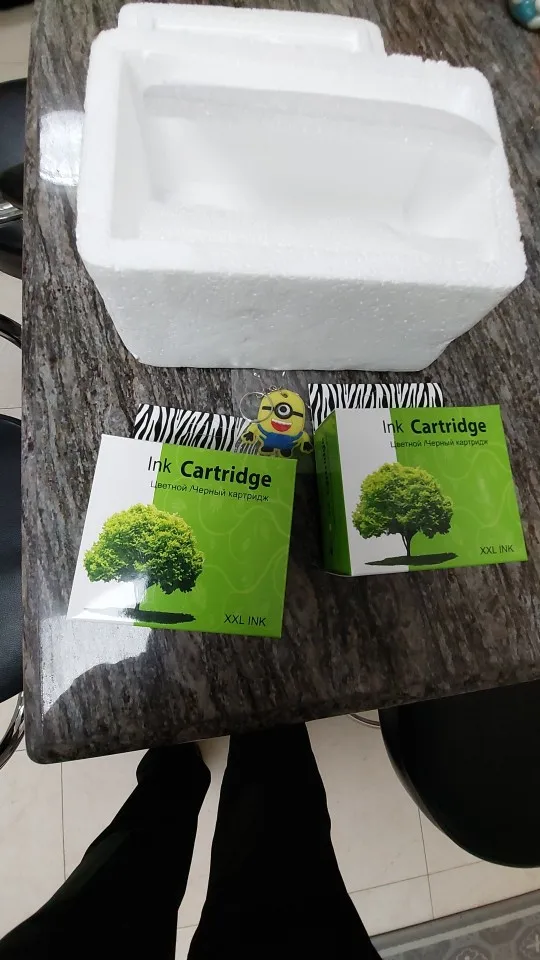 Ink Cartridge
Цветной /Черный картридж
XXL INK
Ink Cartridge
Цветной/Черный картридж
XXL INK